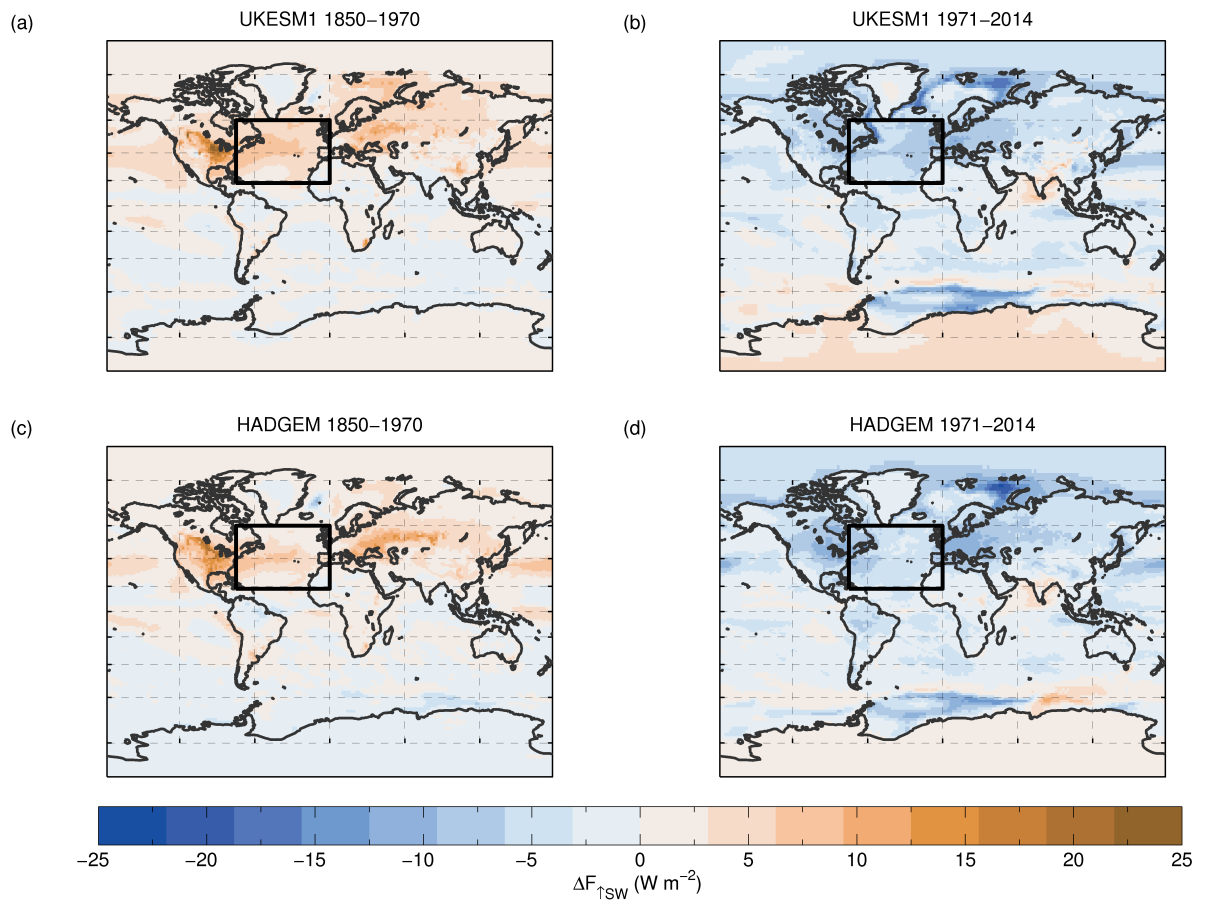 (a) UKESM1 1850−1970
(b) UKESM1 1971−2014
(c) HADGEM 1850−1970
(d) HADGEM 1971−2014
−25 −20 −15 −10 −5 0 5 10 15 20 25
ΔF↑SW (W m−2)